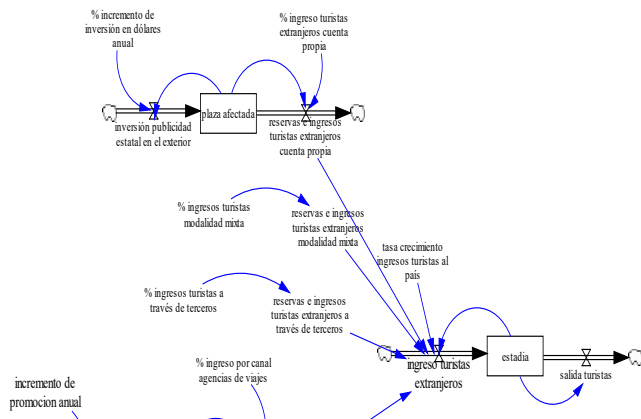 % incremento de
inversión en dólares
anual
% ingreso turistas
extranjeros cuenta
propia
plaza afectada
inversión publicidad
estatal en el exterior
reservas e ingresos
turistas extranjeros
cuenta propia
% ingresos turistas
modalidad mixta
reservas e ingresos
turistas extranjeros
modalidad mixta
tasa crecimiento
ingresos turistas al
país
% ingresos turistas a
través de terceros
reservas e ingresos
turistas extranjeros a
través de terceros
ingreso turistas
extranjeros
estadia
salida turistas
% ingreso por canal
agencias de viajes
incremento de
promocion anual